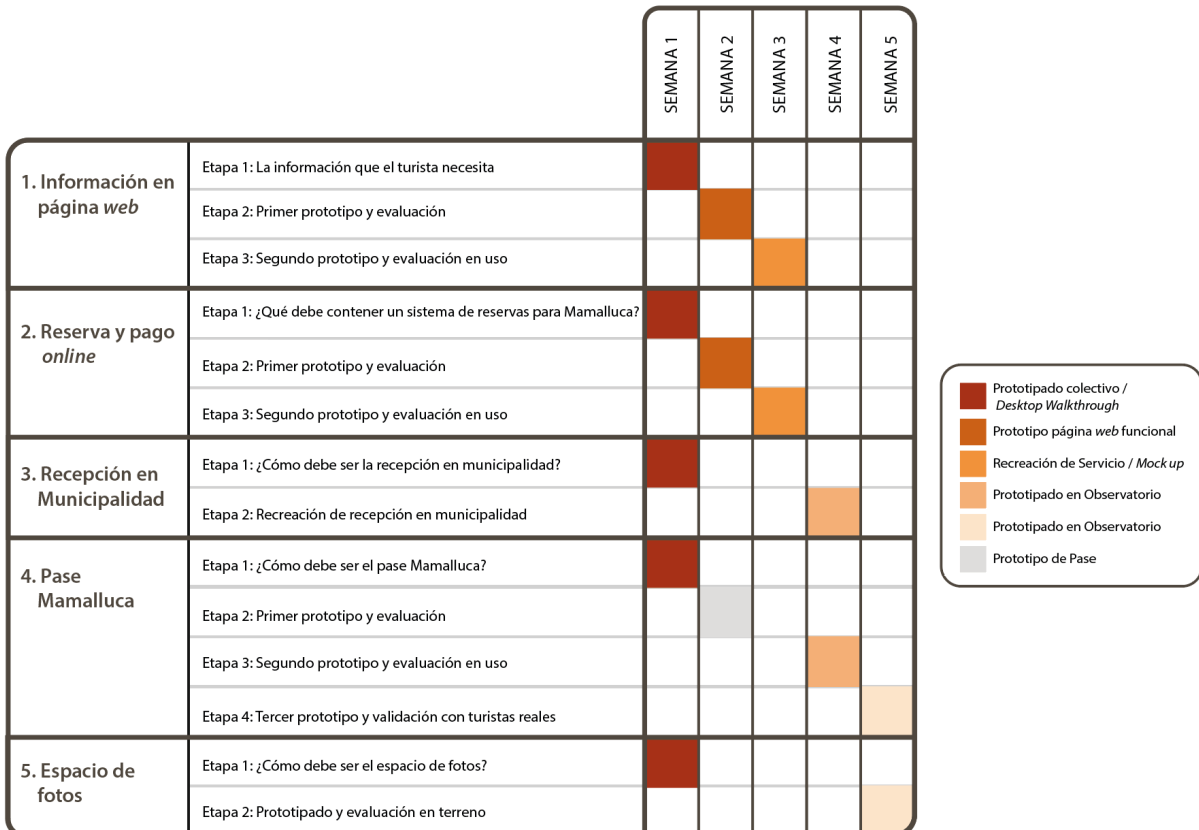 SEMANA 1
SEMANA 2
SEMANA 3
SEMANA 4
SEMANA 5
1. Información en
página web
Etapa 1: La información que el turista necesita
Etapa 2: Primer prototipo y evaluación
Etapa 3: Segundo prototipo y evaluación en uso
2. Reserva y pago
online
Etapa 1: ¿Qué debe contener un sistema de reservas para Mamalluca?
Etapa 2: Primer prototipo y evaluación
Etapa 3: Segundo prototipo y evaluación en uso
3. Recepción en
Municipalidad
Etapa 1: ¿Cómo debe ser la recepción en municipalidad?
Etapa 2: Recreación de recepción en municipalidad
4. Pase
Mamalluca
Etapa 1: ¿Cómo debe ser el pase Mamalluca?
Etapa 2: Primer prototipo y evaluación
Etapa 3: Segundo prototipo y evaluación en uso
Etapa 4: Tercer prototipo y validación con turistas reales
5. Espacio de
fotos
Etapa 1: ¿Cómo debe ser el espacio de fotos?
Etapa 2: Prototipado y evaluación en terreno
Prototipado colectivo /
Desktop Walkthrough
Prototipo página web funcional
Recreación de Servicio / Mock up
Prototipado en Observatorio
Prototipado en Observatorio
Prototipo de Pase